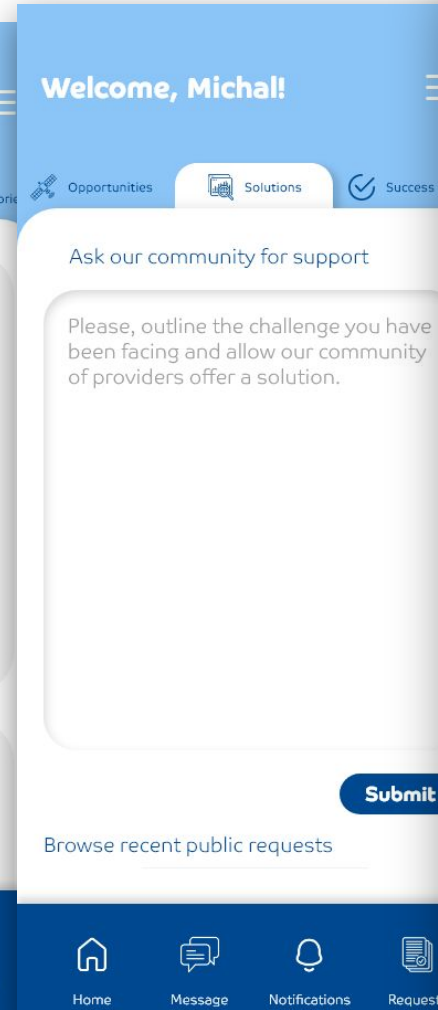 Welcome, Michal!
Opportunities
Solutions
Success
Ask our community for support
Please, outline the challenge you have
been facing and allow our community
of providers offer a solution.
Submit
Browse recent public requests
Home
Message
Notifications
Request